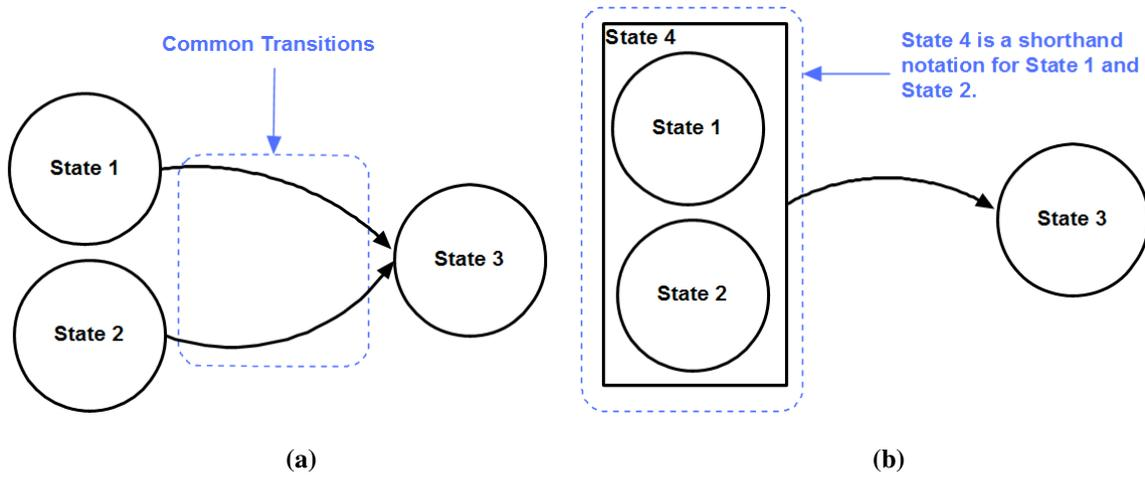 Common Transitions
State 1
State 2
State 3
(a)
State 4
State 1
State 2
State 4 is a shorthand
notation for State 1 and
State 2.
State 3
(b)